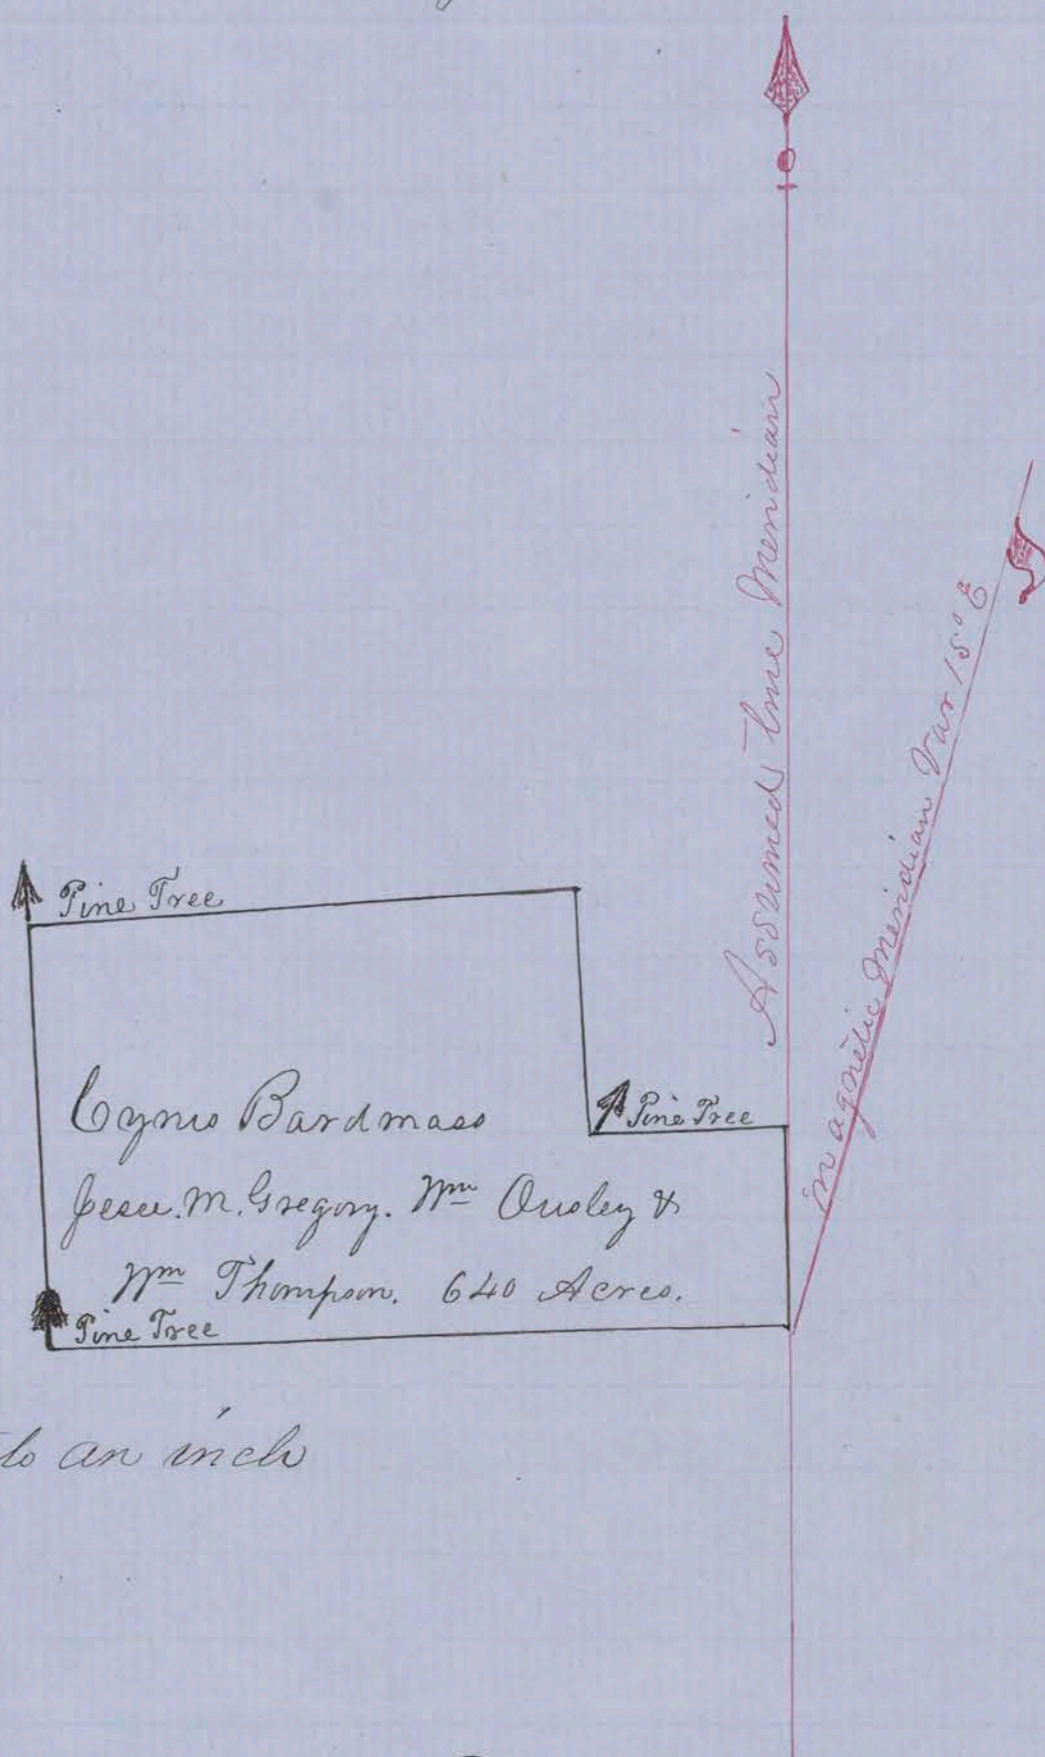 Assumed True Meridian
Magnetic Meridian Var 15° E
Pine Tree
Pine Tree
Cyrus Bardmass
Jesse. M. Gregory. Wm Ousley &
Wm Thompson. 640 Acres.
Pine Tree
to an inch